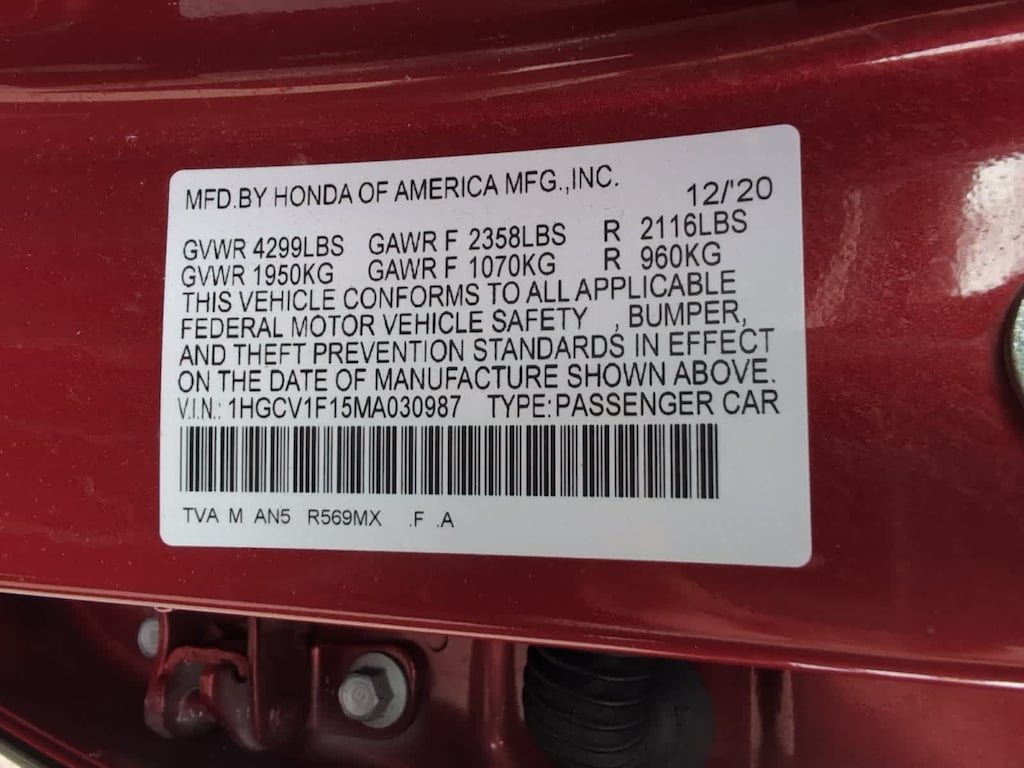 MFD.BY HONDA OF AMERICA MFG.,INC. 12/'20
GVWR 4299LBS GAWR F 2358LBS R 2116LBS
GVWR 1950KG GAWR F 1070KG R 960KG
THIS VEHICLE CONFORMS TO ALL APPLICABLE
FEDERAL MOTOR VEHICLE SAFETY , BUMPER,
AND THEFT PREVENTION STANDARDS IN EFFECT
ON THE DATE OF MANUFACTURE SHOWN ABOVE.
V.I.N.: 1HGCV1F15MA030987 TYPE:PASSENGER CAR
TVA M AN5 R569MX .F .A